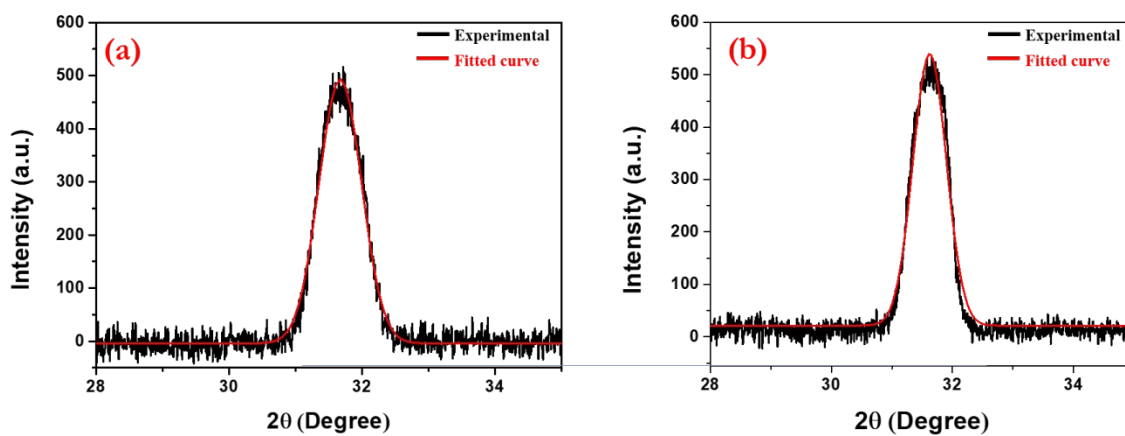 (a)
Experimental
Fitted curve
Intensity (a.u.)
600
500
400
300
200
100
0
28
30
32
34
2θ (Degree)
(b)
Experimental
Fitted curve
Intensity (a.u.)
600
500
400
300
200
100
0
28
30
32
34
2θ (Degree)